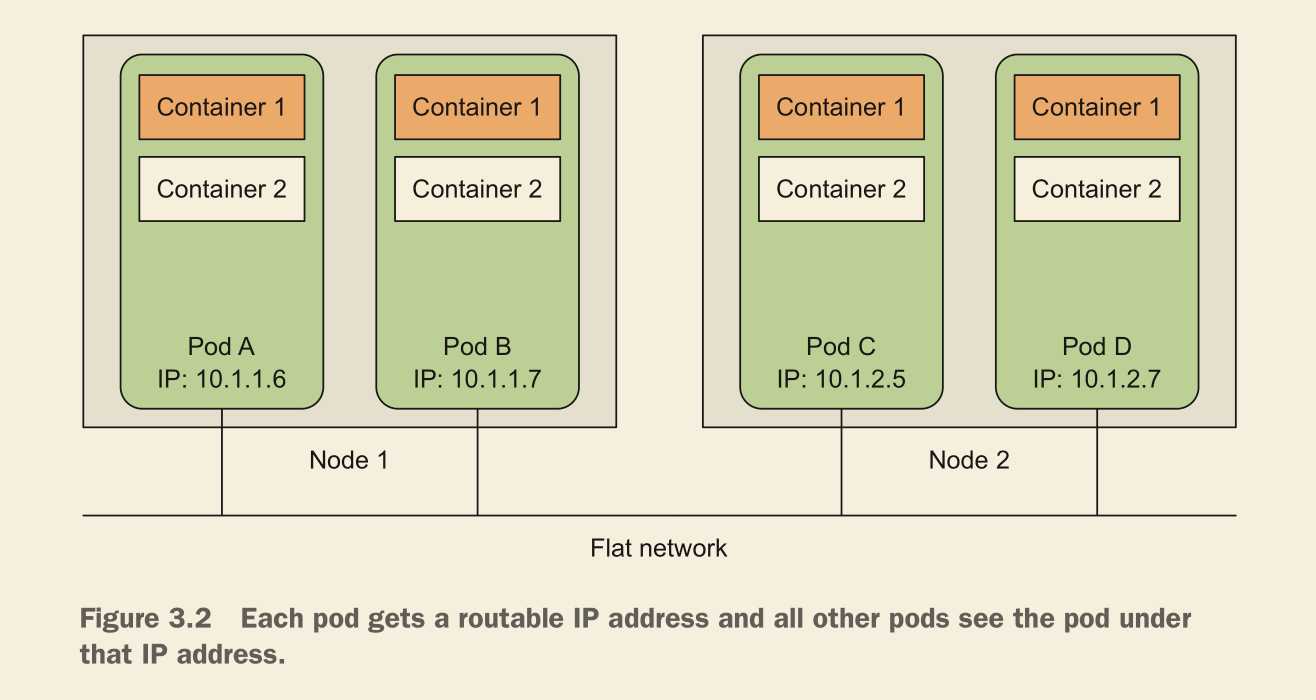 Container 1
Container 2
Pod A
IP: 10.1.1.6
Container 1
Container 2
Pod B
IP: 10.1.1.7
Node 1
Container 1
Container 2
Pod C
IP: 10.1.2.5
Container 1
Container 2
Pod D
IP: 10.1.2.7
Node 2
Flat network
Figure 3.2 Each pod gets a routable IP address and all other pods see the pod under
that IP address.